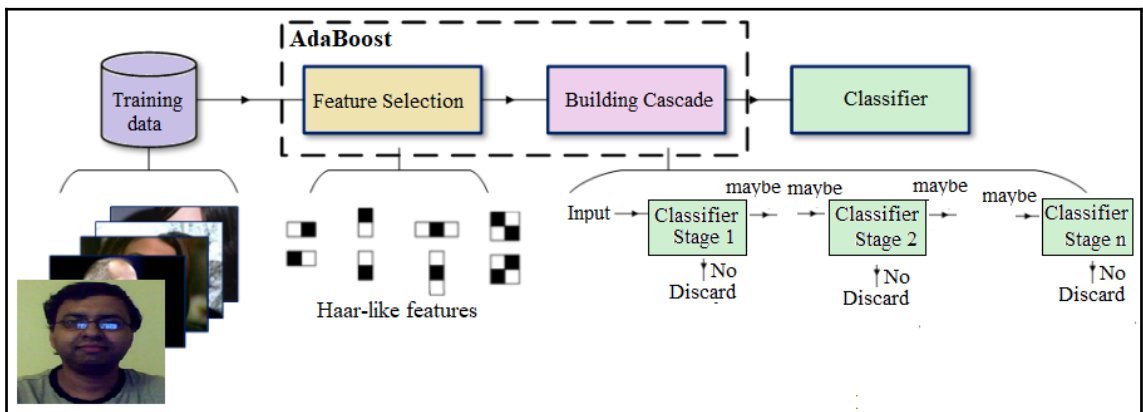 AdaBoost
Training
data
Feature Selection
Building Cascade
Classifier
Haar-like features
Input
Classifier
Stage 1
maybe
maybe
Classifier
Stage 2
maybe
maybe
Classifier
Stage n
No
Discard
No
Discard
No
Discard